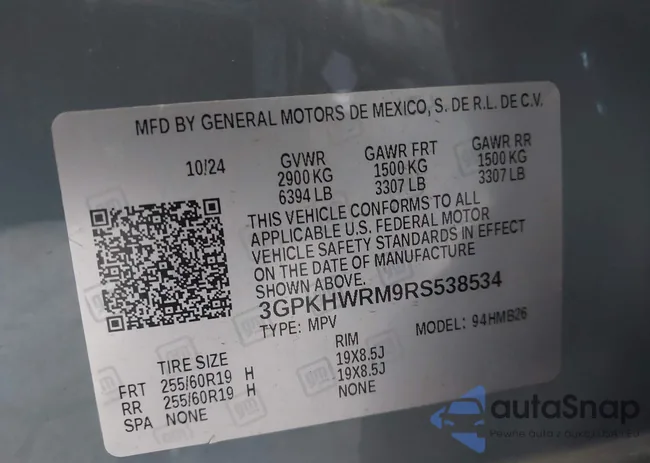 MFD BY GENERAL MOTORS DE MEXICO, S. DE R.L. DE C.V.
10/24 GVWR GAWR FRT GAWR RR
2900 KG 1500 KG 1500 KG
6394 LB 3307 LB 3307 LB
THIS VEHICLE CONFORMS TO ALL
APPLICABLE U.S. FEDERAL MOTOR
VEHICLE SAFETY STANDARDS IN EFFECT
ON THE DATE OF MANUFACTURE
SHOWN ABOVE.
3GPKHWRM9RS538534
TYPE: MPV MODEL: 94HMB26
TIRE SIZE RIM
FRT 255/60R19 H 19X8.5J
RR 255/60R19 H 19X8.5J
SPA NONE NONE
autaSnap
Pewne auta z